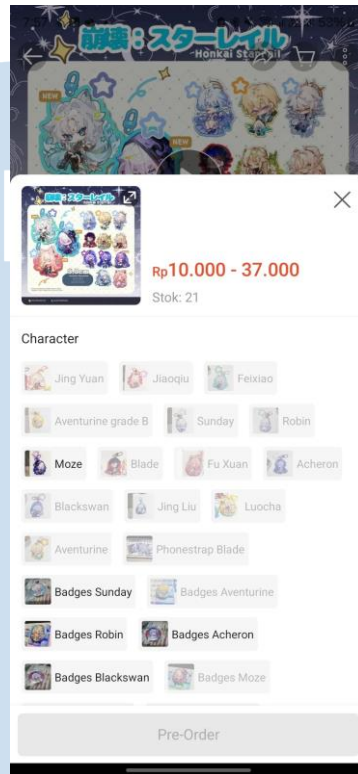 崩壊：スターレイル
Honkai Star Rail
NEW
NEW
Rp10.000 - 37.000
Stok: 21
Character
Jing Yuan Jiaoqiu Feixiao
Aventurine grade B Sunday Robin
Moze Blade Fu Xuan Acheron
Blackswan Jing Liu Luocha
Aventurine Phonestrap Blade
Badges Sunday Badges Aventurine
Badges Robin Badges Acheron
Badges Blackswan Badges Moze
Pre-Order